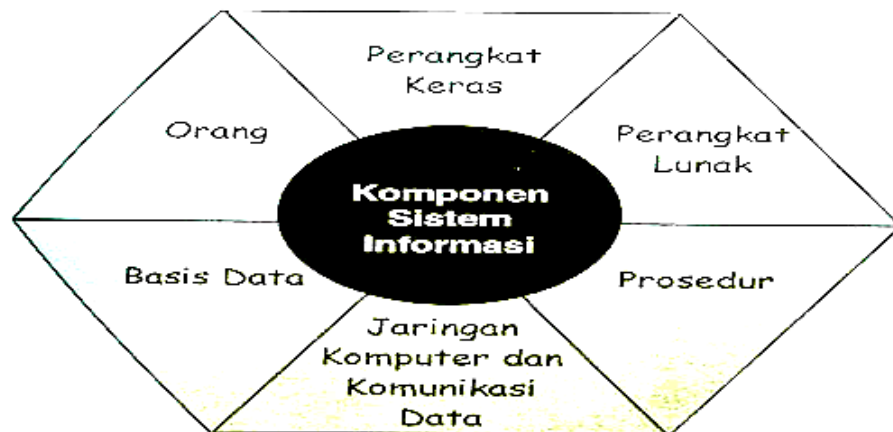 Perangkat
Keras
Orang
Perangkat
Lunak
Komponen
Sistem
Informasi
Basis Data
Prosedur
Jaringan
Komputer dan
Komunikasi
Data